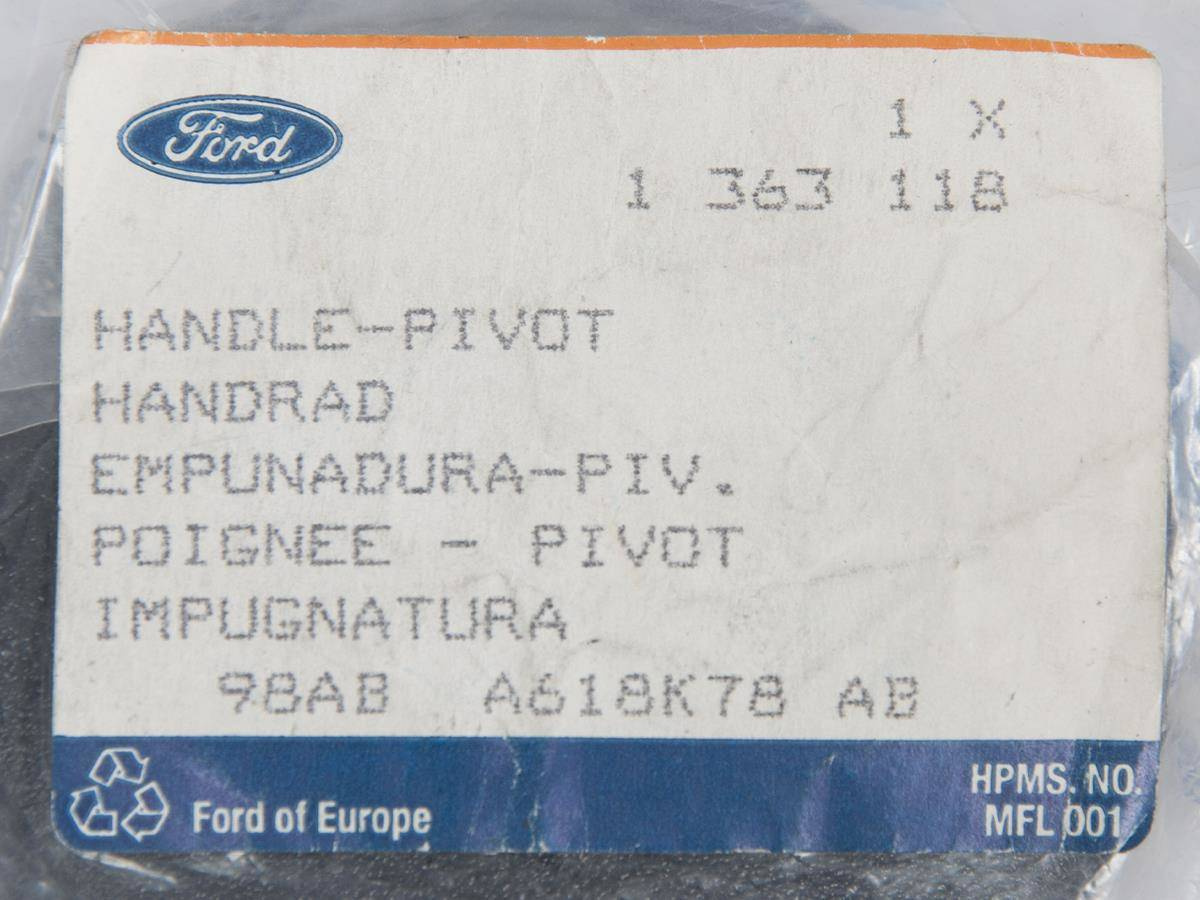 Ford
1 X
1 363 118
HANDLE-PIVOT
HANDRAD
EMPUNADURA-PIV.
POIGNEE - PIVOT
IMPUGNATURA
98AB A618K78 AB
Ford of Europe
HPMS. NO.
MFL 001